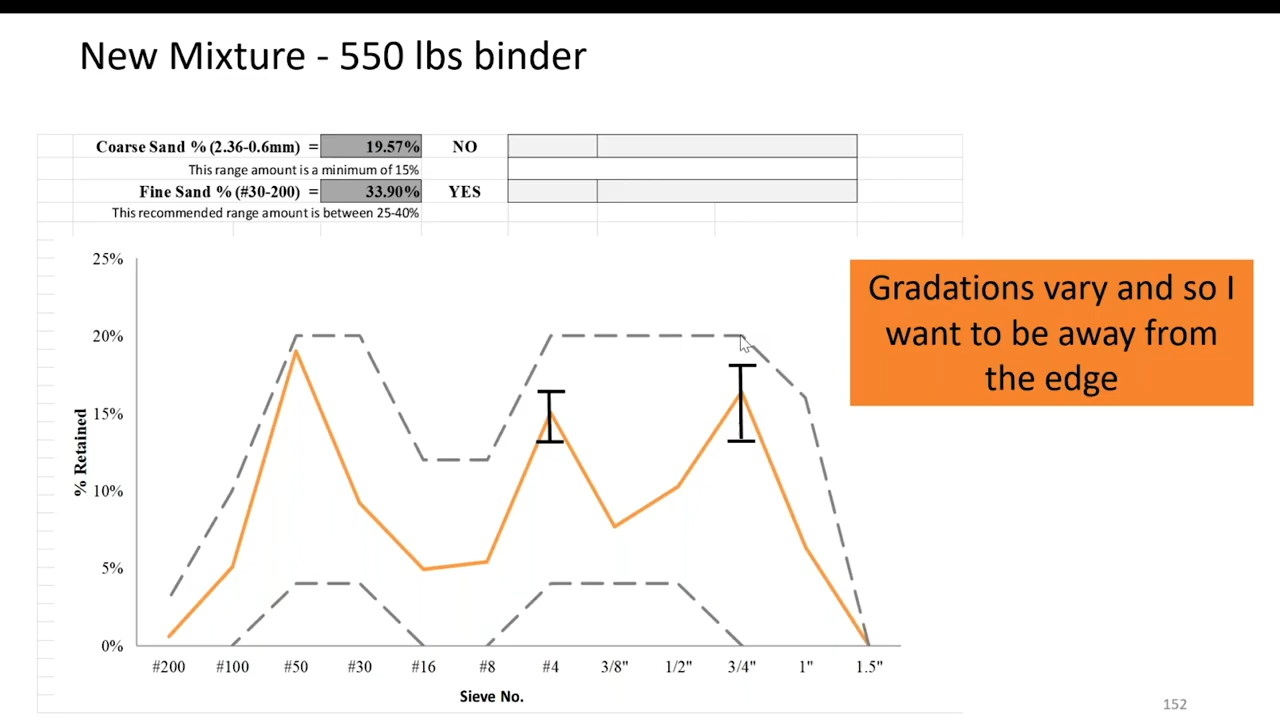 New Mixture - 550 lbs binder
Coarse Sand % (2.36-0.6mm) = 19.57% NO
This range amount is a minimum of 15%
Fine Sand % (#30-200) = 33.90% YES
This recommended range amount is between 25-40%
25%
20%
15%
10%
5%
0%
% Retained
#200 #100 #50 #30 #16 #8 #4 3/8" 1/2" 3/4" 1" 1.5"
Sieve No.
Gradations vary and so I
want to be away from
the edge
152